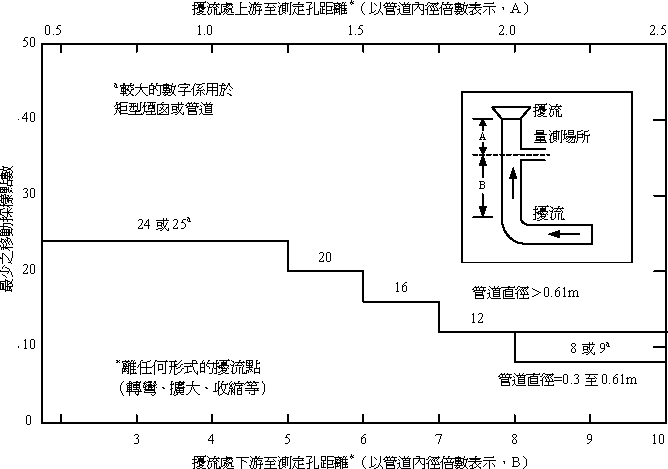 擾流處上游至測定孔距離*（以管道內徑倍數表示，A）
0.5 1.0 1.5 2.0 2.5
50
40
30
20
10
0
最少之移動採樣點數
ª較大的數字係用於
矩型煙囪或管道
擾流
量測場所
A
B
擾流
24 或 25ª
20
16
管道直徑＞0.61m
12
8 或 9ª
管道直徑=0.3 至 0.61m
*離任何形式的擾流點
（轉彎、擴大、收縮等）
3 4 5 6 7 8 9 10
擾流處下游至測定孔距離*（以管道內徑倍數表示，B）